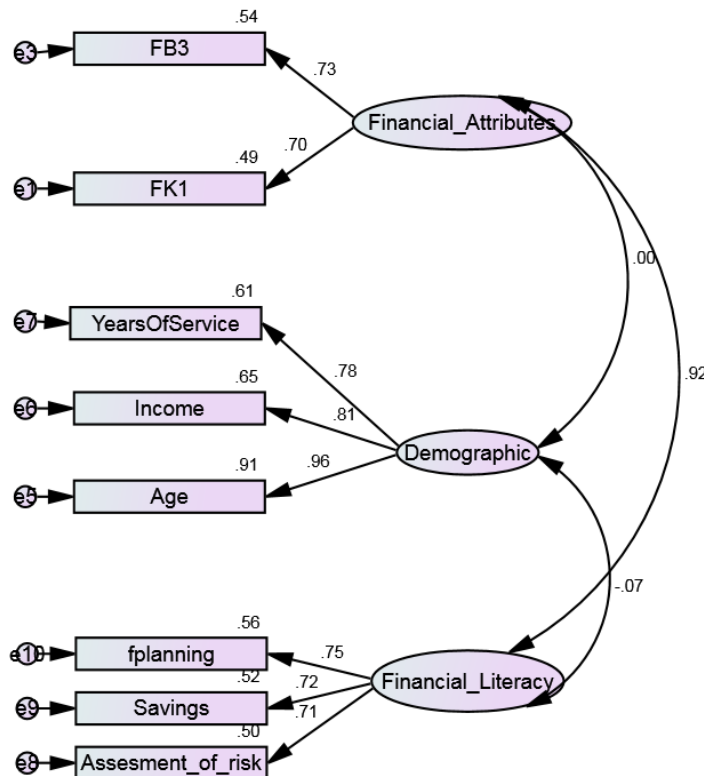 .54
e3
FB3
.73
Financial_Attributes
.70
.49
e1
FK1
.00
.61
e7
YearsOfService
.78
.92
.65
e6
Income
.81
Demographic
.96
.91
e5
Age
-.07
.56
e10
fplanning
.75
Financial_Literacy
.52
.72
e9
Savings
.71
.50
e8
Assesment_of_risk